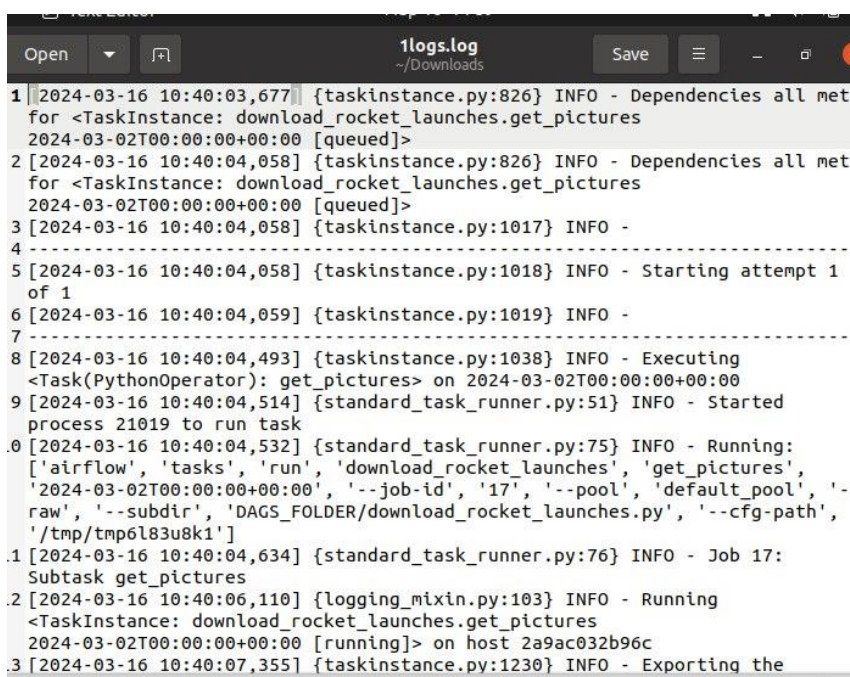 Open
1logs.log
~/Downloads
Save
1 [2024-03-16 10:40:03,677] {taskinstance.py:826} INFO - Dependencies all met
for <TaskInstance: download_rocket_launches.get_pictures
2024-03-02T00:00:00+00:00 [queued]>
2 [2024-03-16 10:40:04,058] {taskinstance.py:826} INFO - Dependencies all met
for <TaskInstance: download_rocket_launches.get_pictures
2024-03-02T00:00:00+00:00 [queued]>
3 [2024-03-16 10:40:04,058] {taskinstance.py:1017} INFO -
4 --------------------------------------------------------------------------------
5 [2024-03-16 10:40:04,058] {taskinstance.py:1018} INFO - Starting attempt 1
of 1
6 [2024-03-16 10:40:04,059] {taskinstance.py:1019} INFO -
7 --------------------------------------------------------------------------------
8 [2024-03-16 10:40:04,493] {taskinstance.py:1038} INFO - Executing
<Task(PythonOperator): get_pictures> on 2024-03-02T00:00:00+00:00
9 [2024-03-16 10:40:04,514] {standard_task_runner.py:51} INFO - Started
process 21019 to run task
.0 [2024-03-16 10:40:04,532] {standard_task_runner.py:75} INFO - Running:
['airflow', 'tasks', 'run', 'download_rocket_launches', 'get_pictures',
'2024-03-02T00:00:00+00:00', '--job-id', '17', '--pool', 'default_pool', '-
raw', '--subdir', 'DAGS_FOLDER/download_rocket_launches.py', '--cfg-path',
'/tmp/tmp6l83u8k1']
.1 [2024-03-16 10:40:04,634] {standard_task_runner.py:76} INFO - Job 17:
Subtask get_pictures
.2 [2024-03-16 10:40:06,110] {logging_mixin.py:103} INFO - Running
<TaskInstance: download_rocket_launches.get_pictures
2024-03-02T00:00:00+00:00 [running]> on host 2a9ac032b96c
.3 [2024-03-16 10:40:07,355] {taskinstance.py:1230} INFO - Exporting the